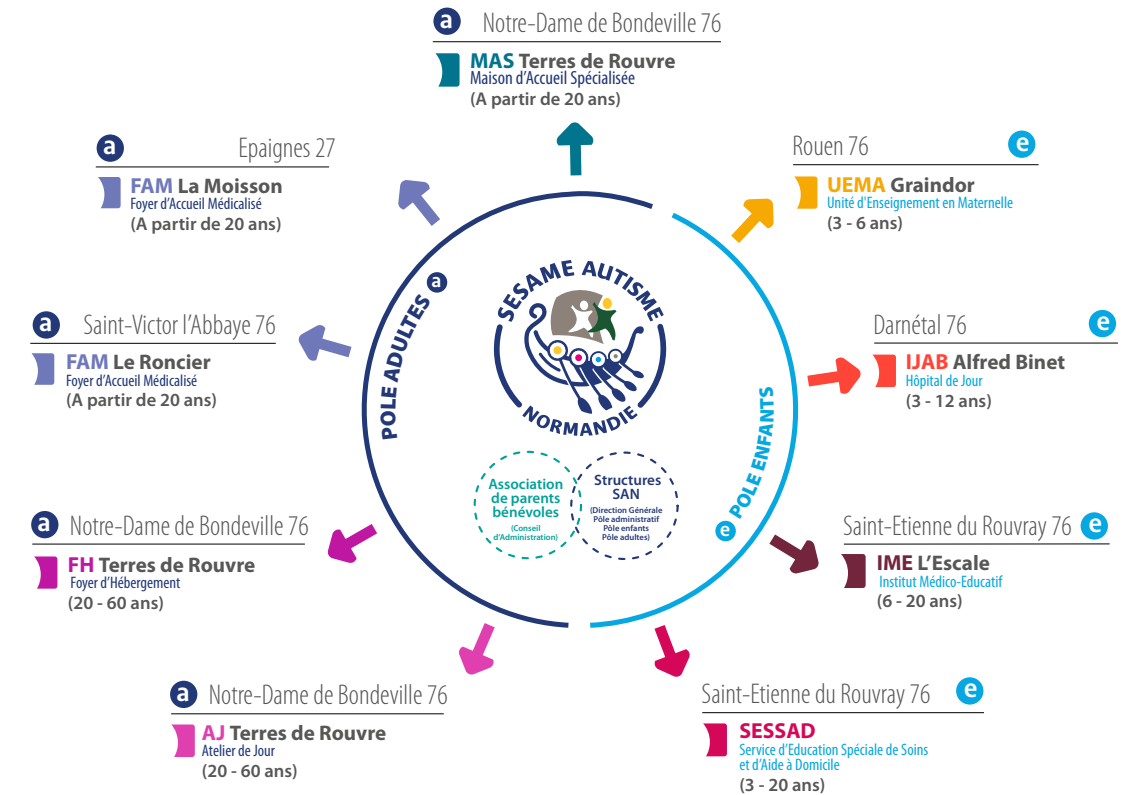 a Notre-Dame de Bondeville 76
MAS Terres de Rouvre
Maison d'Accueil Spécialisée
(A partir de 20 ans)
a Epaignes 27
FAM La Moisson
Foyer d'Accueil Médicalisé
(A partir de 20 ans)
Rouen 76 e
UEMA Graindor
Unité d'Enseignement en Maternelle
(3 - 6 ans)
a Saint-Victor l'Abbaye 76
FAM Le Roncier
Foyer d'Accueil Médicalisé
(A partir de 20 ans)
Darnétal 76 e
IJAB Alfred Binet
Hôpital de Jour
(3 - 12 ans)
POLE ADULTES a
SESAME AUTISME
NORMANDIE
e POLE ENFANTS
Association
de parents
bénévoles
(Conseil
d'Administration)
Structures
SAN
(Direction Générale
Pôle administratif
Pôle enfants
Pôle adultes)
a Notre-Dame de Bondeville 76
FH Terres de Rouvre
Foyer d'Hébergement
(20 - 60 ans)
Saint-Etienne du Rouvray 76 e
IME L'Escale
Institut Médico-Educatif
(6 - 20 ans)
a Notre-Dame de Bondeville 76
AJ Terres de Rouvre
Atelier de Jour
(20 - 60 ans)
Saint-Etienne du Rouvray 76 e
SESSAD
Service d'Education Spéciale de Soins
et d'Aide à Domicile
(3 - 20 ans)